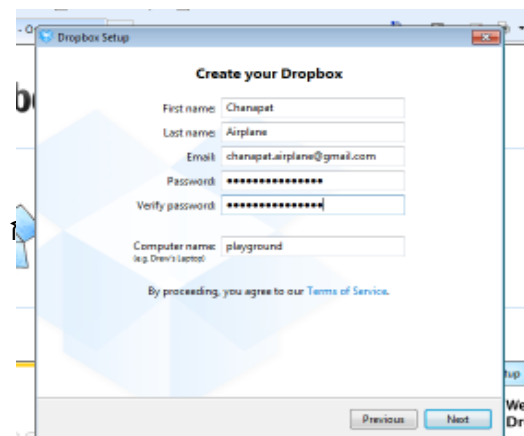 Dropbox Setup
Create your Dropbox
First name: Chanapat
Last name: Airplane
Email: chanapat.airplane@gmail.com
Password: •••••••••••••••
Verify password: •••••••••••••••
Computer name: playground
(e.g. Drew's Laptop)
By proceeding, you agree to our Terms of Service.
Previous
Next